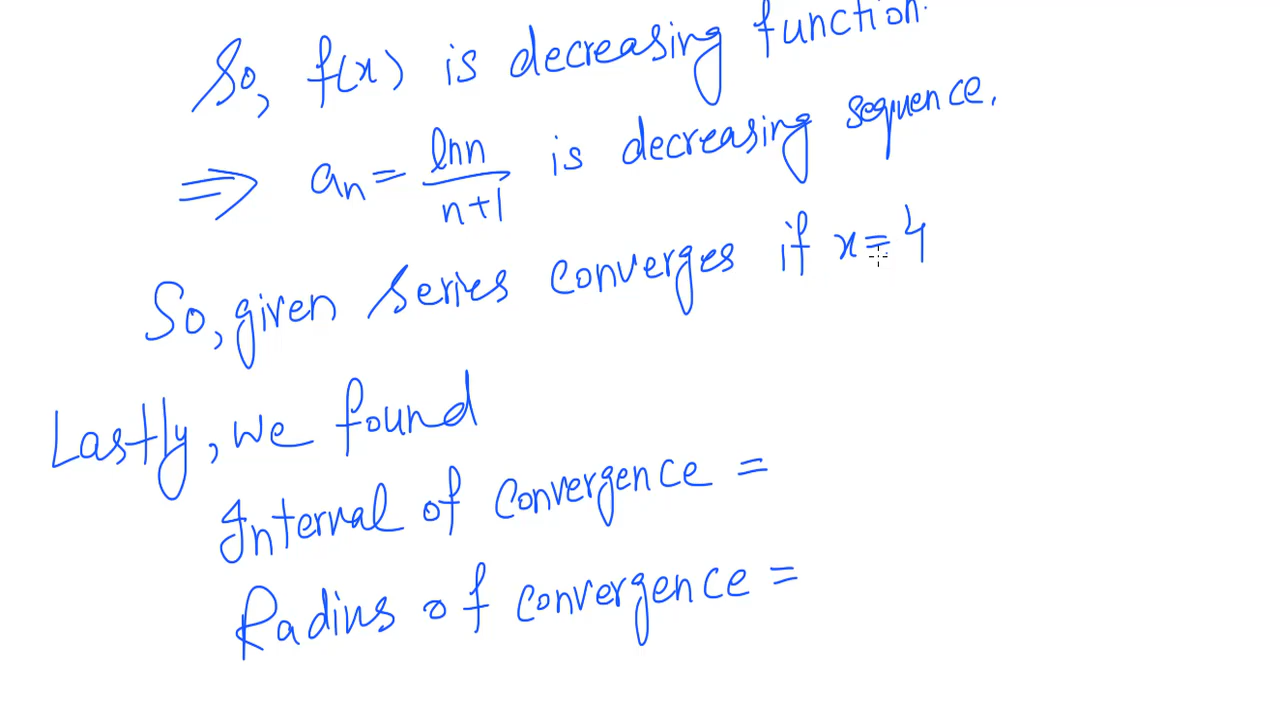 So, f(x) is decreasing function.
⇒ an = ln n / n+1 is decreasing sequence.
So, given series converges if x = 4
Lastly, we found
Interval of convergence =
Radius of convergence =